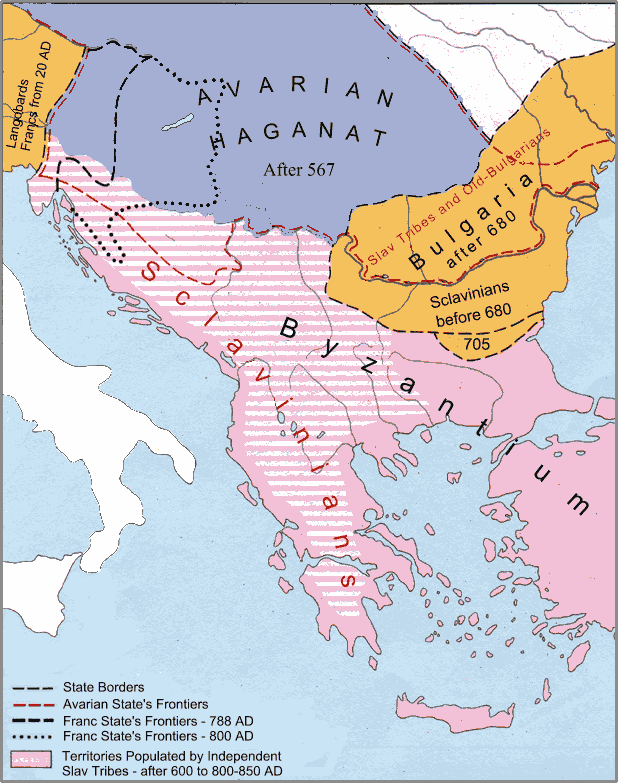 Langobards
Francs from 20 AD
AVARIAN
HAGANAT
After 567
Slav Tribes and Old-Bulgarians
Bulgaria
after 680
Sclavinians
before 680
705
Sclavinians
Byzantium
State Borders
Avarian State's Frontiers
Franc State's Frontiers - 788 AD
Franc State's Frontiers - 800 AD
Territories Populated by Independent
Slav Tribes - after 600 to 800-850 AD